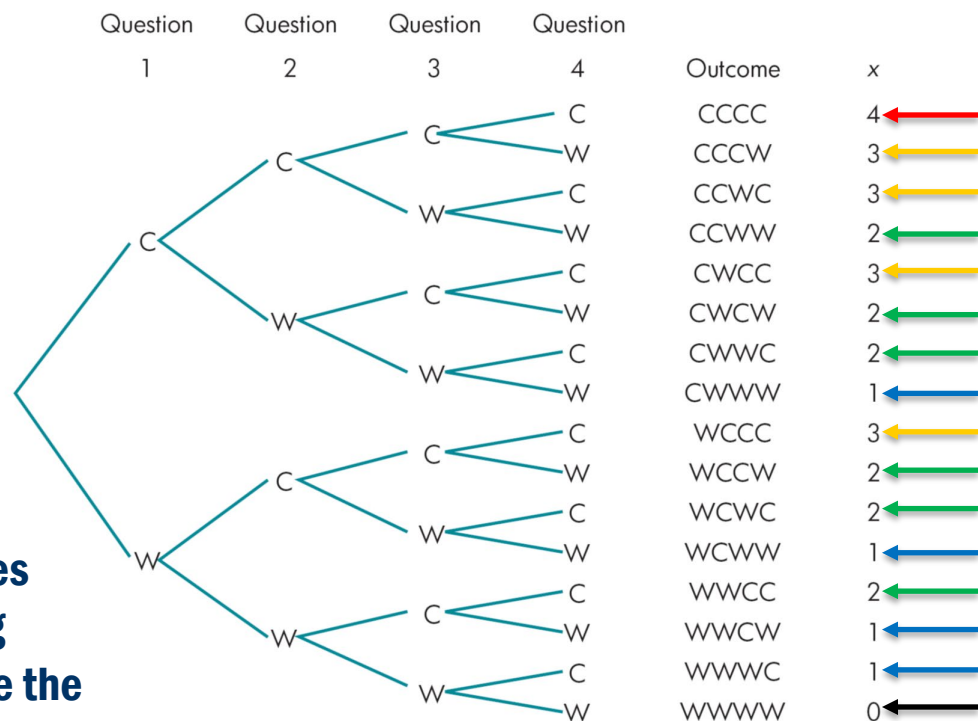 Question Question Question Question
1 2 3 4 Outcome x
C CCCC 4
C
W CCCW 3
C
C CCWC 3
W
W CCWW 2
C
C CWCC 3
C
W CWCW 2
W
C CWWC 2
W
W CWWW 1
C WCCC 3
C
W WCCW 2
C
C WCWC 2
W
W WCWW 1
W
C WWCC 2
C
W WWCW 1
W
C WWWC 1
W
W WWWW 0
es
g
e the